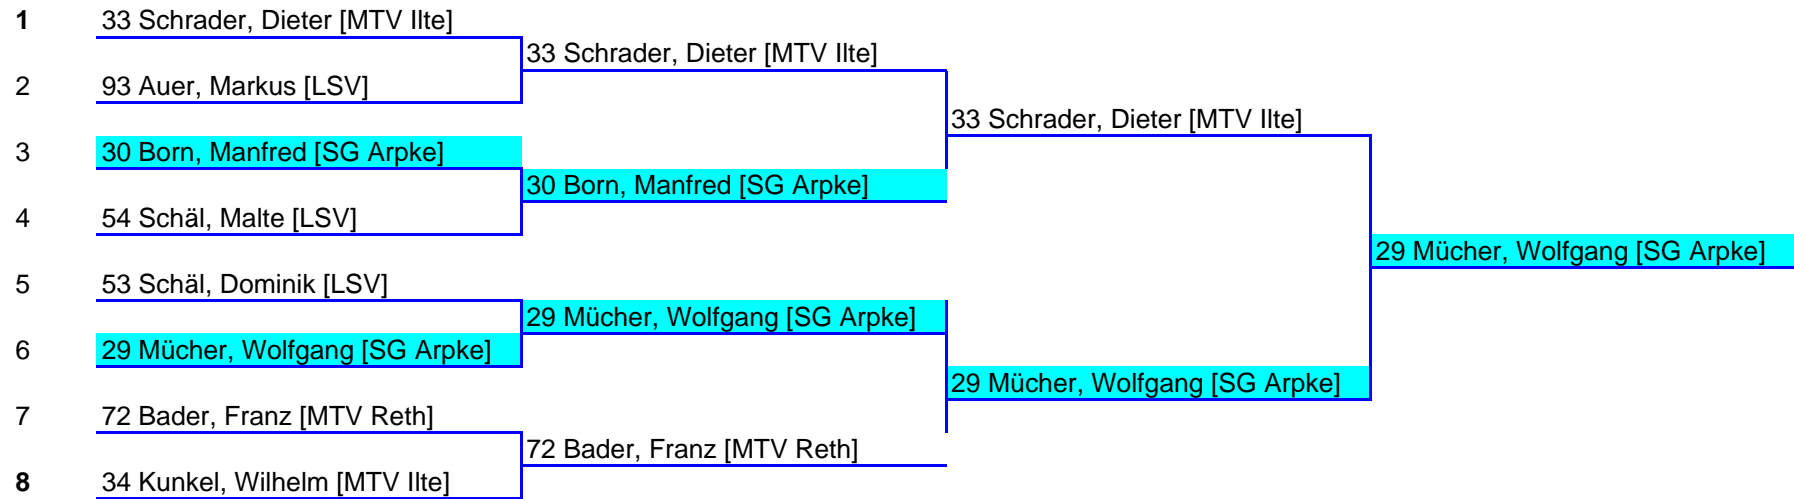 1 33 Schrader, Dieter [MTV Ilte]
33 Schrader, Dieter [MTV Ilte]
2 93 Auer, Markus [LSV]
33 Schrader, Dieter [MTV Ilte]
3 30 Born, Manfred [SG Arpke]
30 Born, Manfred [SG Arpke]
4 54 Schäl, Malte [LSV]
29 Mücher, Wolfgang [SG Arpke]
5 53 Schäl, Dominik [LSV]
29 Mücher, Wolfgang [SG Arpke]
6 29 Mücher, Wolfgang [SG Arpke]
29 Mücher, Wolfgang [SG Arpke]
7 72 Bader, Franz [MTV Reth]
72 Bader, Franz [MTV Reth]
8 34 Kunkel, Wilhelm [MTV Ilte]